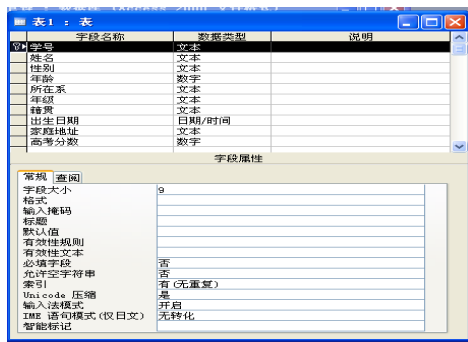 表1 : 表
字段名称 数据类型 说明
学号 文本
姓名 文本
性别 文本
年龄 数字
所在系 文本
年级 文本
籍贯 文本
出生日期 日期/时间
家庭地址 文本
高考分数 数字
字段属性
常规 查阅
字段大小 9
格式
输入掩码
标题
默认值
有效性规则
有效性文本
必填字段 否
允许空字符串 否
索引 有(无重复)
Unicode 压缩 是
输入法模式 开启
IME 语句模式(仅日文) 无转化
智能标记